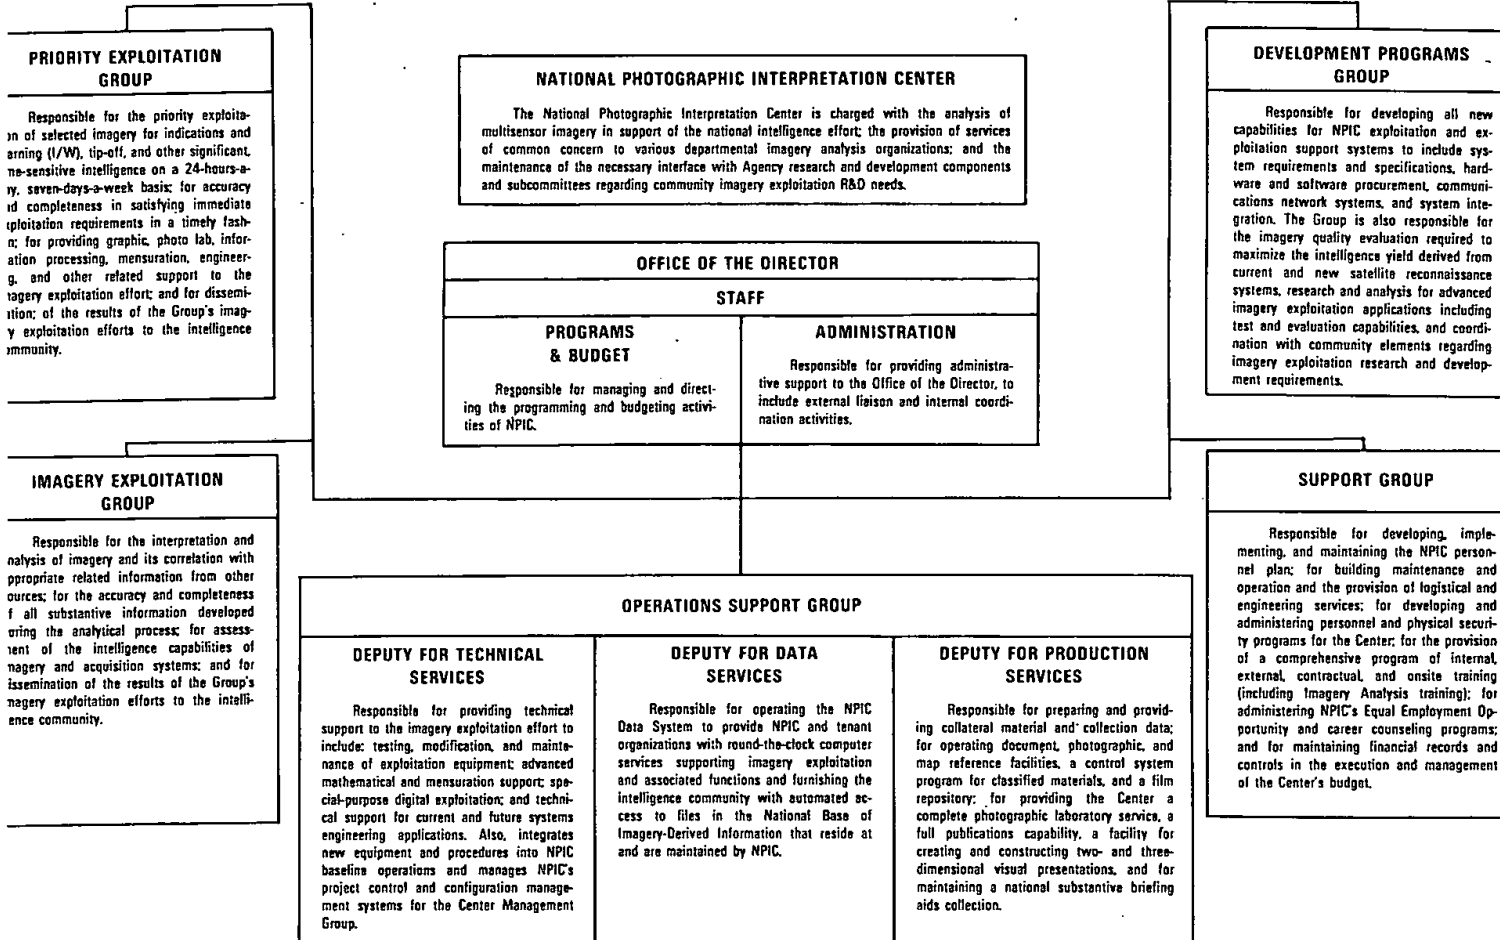 PRIORITY EXPLOITATION
GROUP
Responsible for the priority exploita-
of selected imagery for indications and
(I/W), tip-off, and other significant,
intelligence on a 24-hours-a-
seven-days-a-week basis; for accuracy
completeness in satisfying immediate
requirements in a timely fash-
for providing graphic, photo lab, infor-
processing, mensuration, engineer-
and other related support to the
exploitation effort; and for dissemi-
of the results of the Group's imag-
exploitation efforts to the intelligence
IMAGERY EXPLOITATION
GROUP
Responsible for the interpretation and
of imagery and its correlation with
related information from other
for the accuracy and completeness
all substantive information developed
the analytical process; for assess-
of the intelligence capabilities of
and acquisition systems; and for
of the results of the Group's
exploitation efforts to the intelli-
community.
NATIONAL PHOTOGRAPHIC INTERPRETATION CENTER
The National Photographic Interpretation Center is charged with the analysis of
multisensor imagery in support of the national intelligence effort; the provision of services
of common concern to various departmental imagery analysis organizations; and the
maintenance of the necessary interface with Agency research and development components
and subcommittees regarding community imagery exploitation R&D needs.
OFFICE OF THE DIRECTOR
STAFF
PROGRAMS
& BUDGET
Responsible for managing and direct-
ing the programming and budgeting activi-
ties of NPIC.
ADMINISTRATION
Responsible for providing administra-
tive support to the Office of the Director, to
include external liaison and internal coordi-
nation activities.
OPERATIONS SUPPORT GROUP
DEPUTY FOR TECHNICAL
SERVICES
Responsible for providing technical
support to the imagery exploitation effort to
include: testing, modification, and mainte-
nance of exploitation equipment; advanced
mathematical and mensuration support; spe-
cial-purpose digital exploitation; and techni-
cal support for current and future systems
engineering applications. Also, integrates
new equipment and procedures into NPIC
baseline operations and manages NPIC's
project control and configuration manage-
ment systems for the Center Management
Group.
DEPUTY FOR DATA
SERVICES
Responsible for operating the NPIC
Data System to provide NPIC and tenant
organizations with round-the-clock computer
services supporting imagery exploitation
and associated functions and furnishing the
intelligence community with automated ac-
cess to files in the National Base of
Imagery-Derived Information that reside at
and are maintained by NPIC.
DEPUTY FOR PRODUCTION
SERVICES
Responsible for preparing and provid-
ing collateral material and collection data;
for operating document, photographic, and
map reference facilities, a control system
program for classified materials, and a film
repository; for providing the Center a
complete photographic laboratory service, a
full publications capability, a facility for
creating and constructing two- and three-
dimensional visual presentations, and for
maintaining a national substantive briefing
aids collection.
DEVELOPMENT PROGRAMS
GROUP
Responsible for developing all new
capabilities for NPIC exploitation and ex-
ploitation support systems to include sys-
tem requirements and specifications, hard-
ware and software procurement, communi-
cations network systems, and system inte-
gration. The Group is also responsible for
the imagery quality evaluation required to
maximize the intelligence yield derived from
current and new satellite reconnaissance
systems, research and analysis for advanced
imagery exploitation applications including
test and evaluation capabilities, and coordi-
nation with community elements regarding
imagery exploitation research and develop-
ment requirements.
SUPPORT GROUP
Responsible for developing, imple-
menting, and maintaining the NPIC person-
nel plan; for building maintenance and
operation and the provision of logistical and
engineering services; for developing and
administering personnel and physical securi-
ty programs for the Center; for the provision
of a comprehensive program of internal,
external, contractual, and onsite training
(including Imagery Analysis training); for
administering NPIC's Equal Employment Op-
portunity and career counseling programs;
and for maintaining financial records and
controls in the execution and management
of the Center's budget.